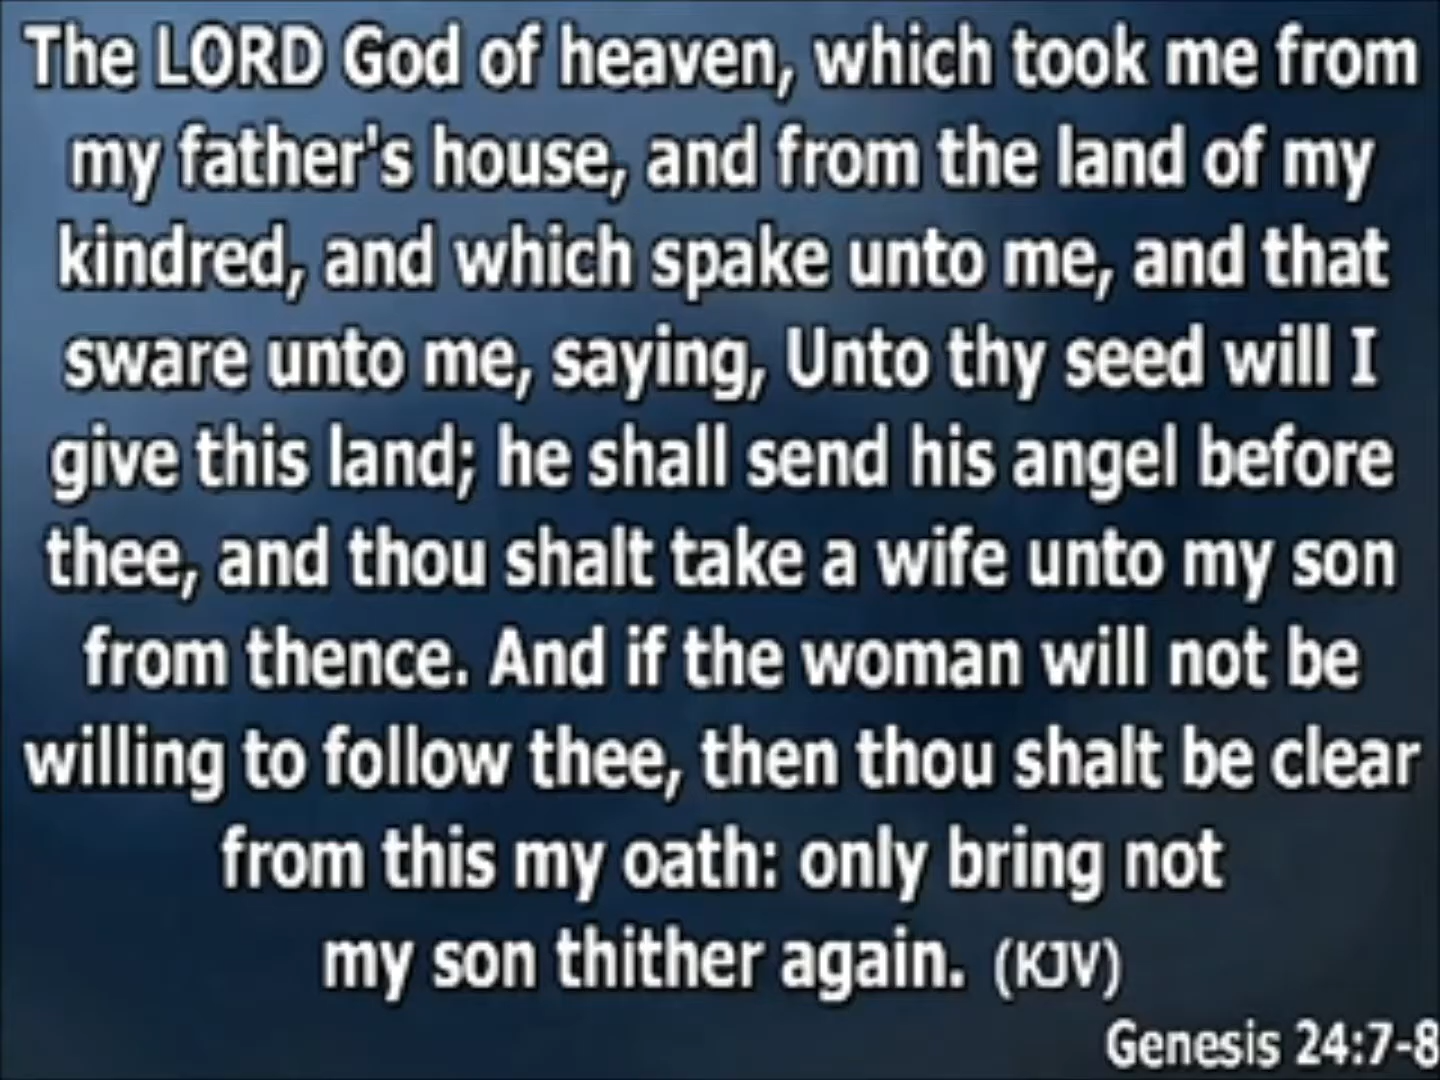 The LORD God of heaven, which took me from
my father's house, and from the land of my
kindred, and which spake unto me, and that
sware unto me, saying, Unto thy seed will I
give this land; he shall send his angel before
thee, and thou shalt take a wife unto my son
from thence. And if the woman will not be
willing to follow thee, then thou shalt be clear
from this my oath: only bring not
my son thither again. (KJV)
Genesis 24:7-8